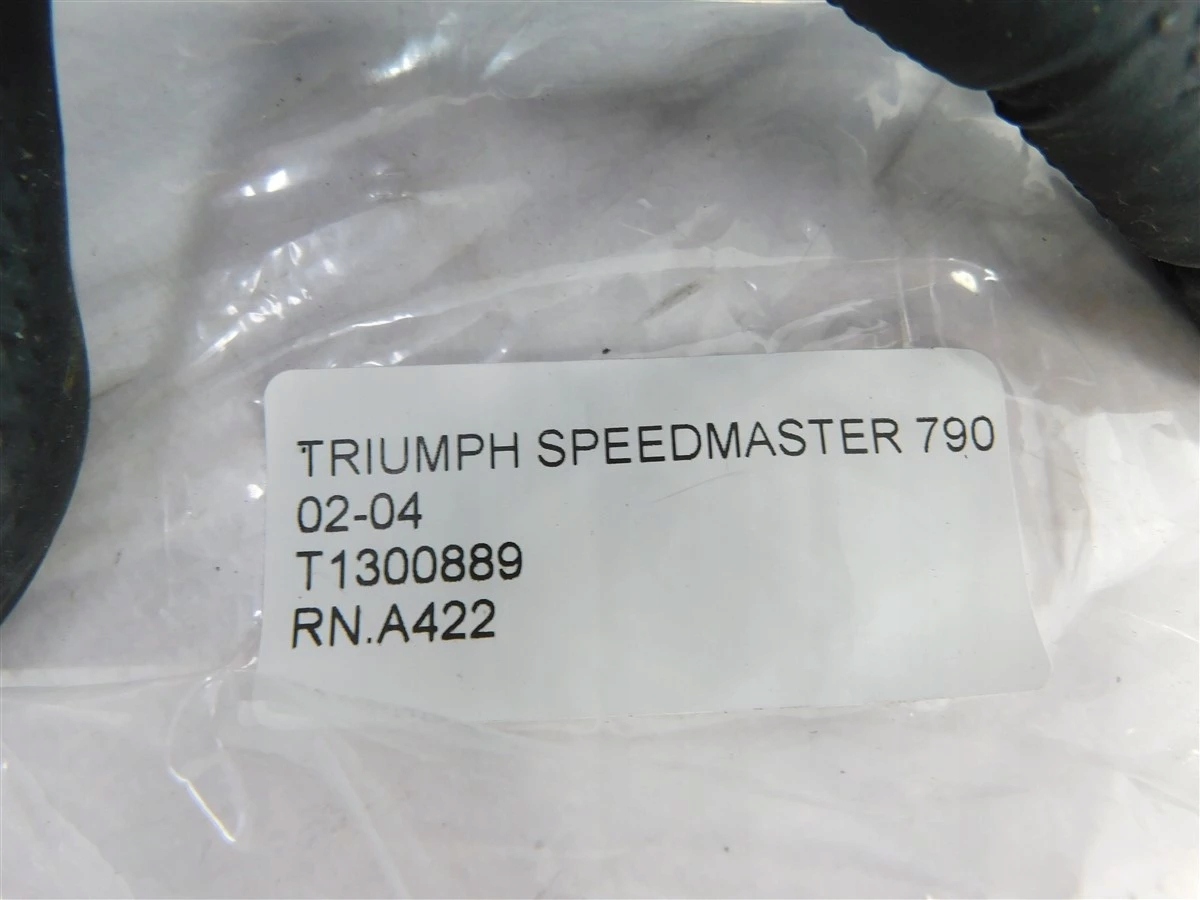 TRIUMPH SPEEDMASTER 790
02-04
T1300889
RN.A422